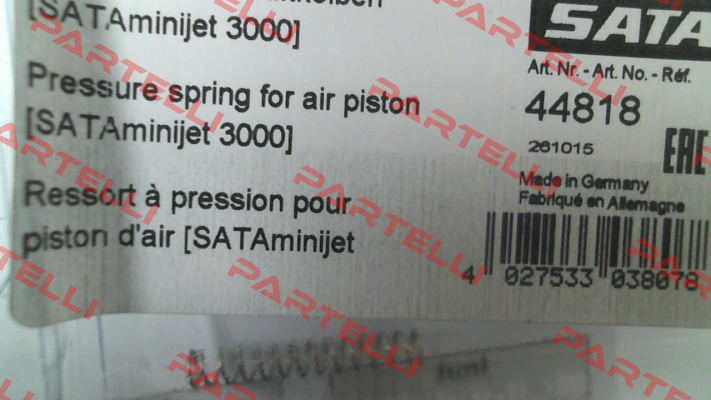 [SATAminijet 3000]
Pressure spring for air piston
[SATAminijet 3000]
Ressort à pression pour
piston d'air [SATAminijet
SATA
Art. Nr. - Art. No. - Réf.
44818
261015
EAC
Made in Germany
Fabriqué en Allemagne
4 027533 038078
PARTELLI
PARTELLI
PARTELLI
PARTELLI
PARTELLI
PARTELLI